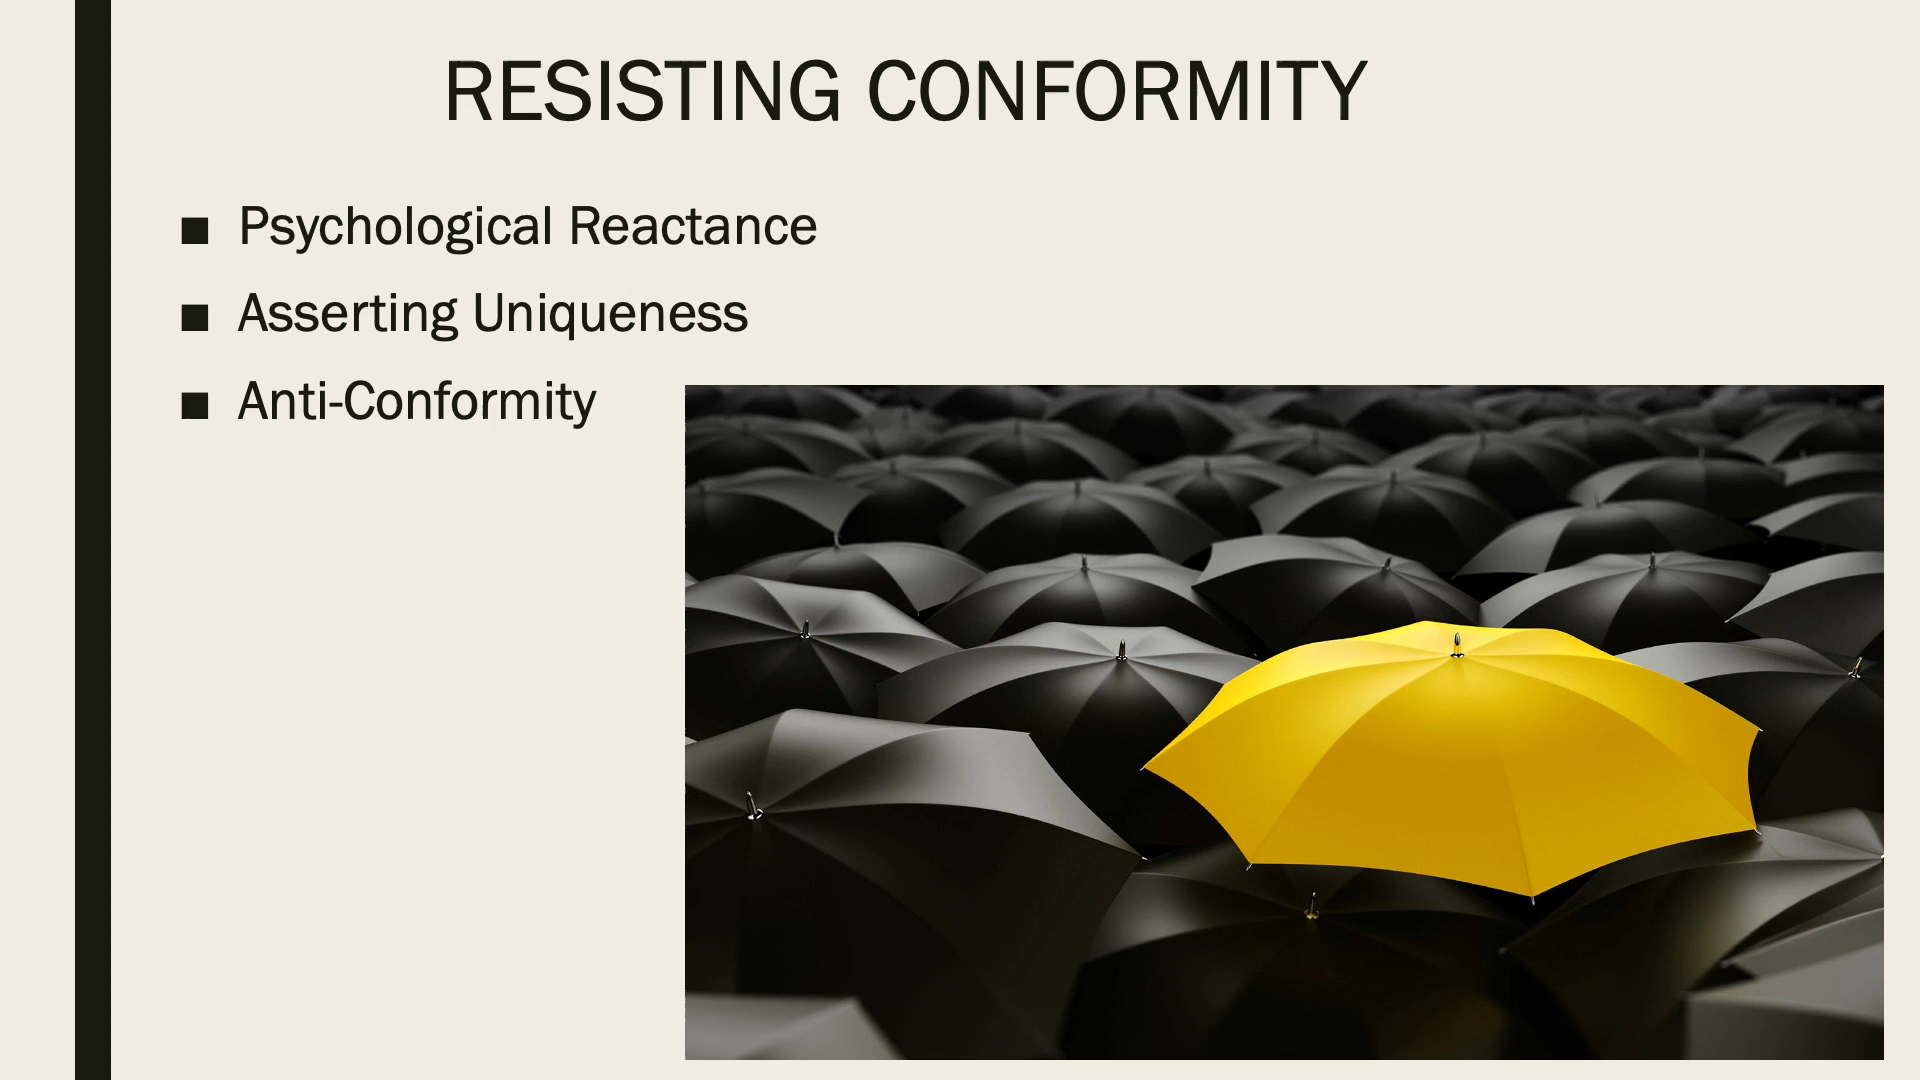 RESISTING CONFORMITY
■ Psychological Reactance
■ Asserting Uniqueness
■ Anti-Conformity